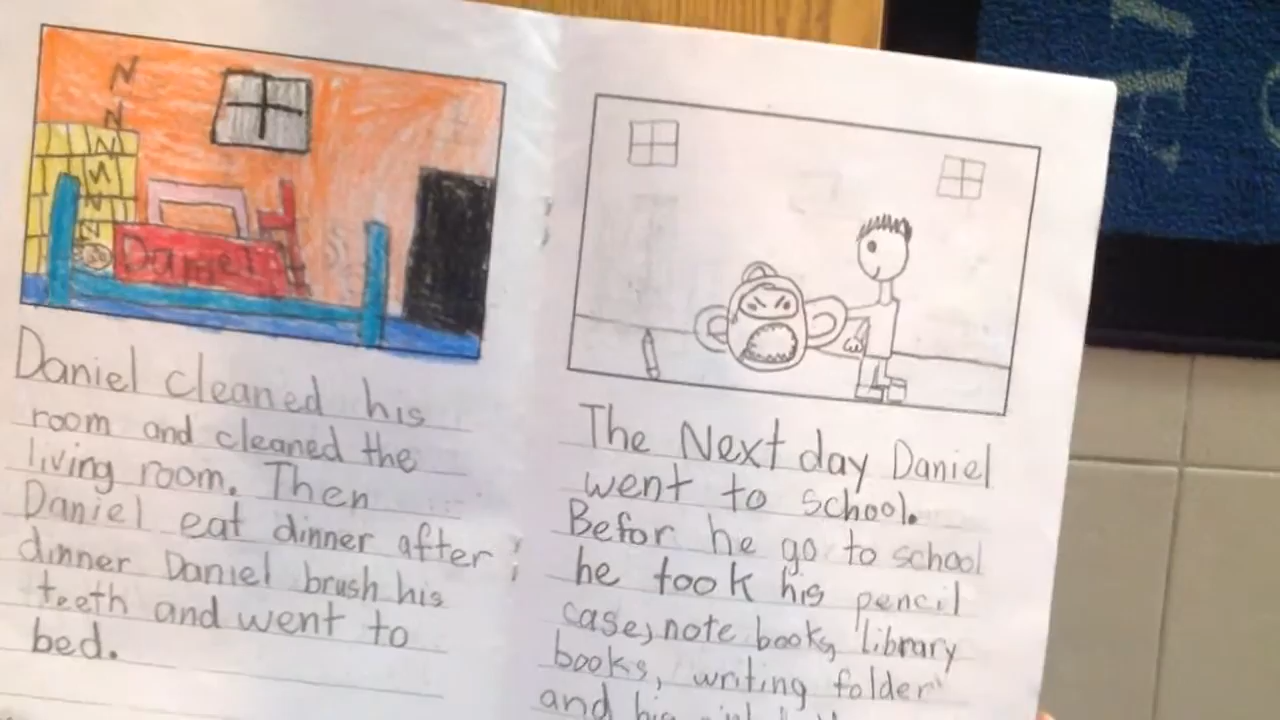 N
N
N
N
N
N
N
Daniel
Daniel cleaned his
room and cleaned the
living room. Then
Daniel eat dinner after
dinner Daniel brush his
teeth and went to
bed.
The Next day Daniel
went to school.
Befor he go to school
he took his pencil
case, note books, library
books, writing folder
and his